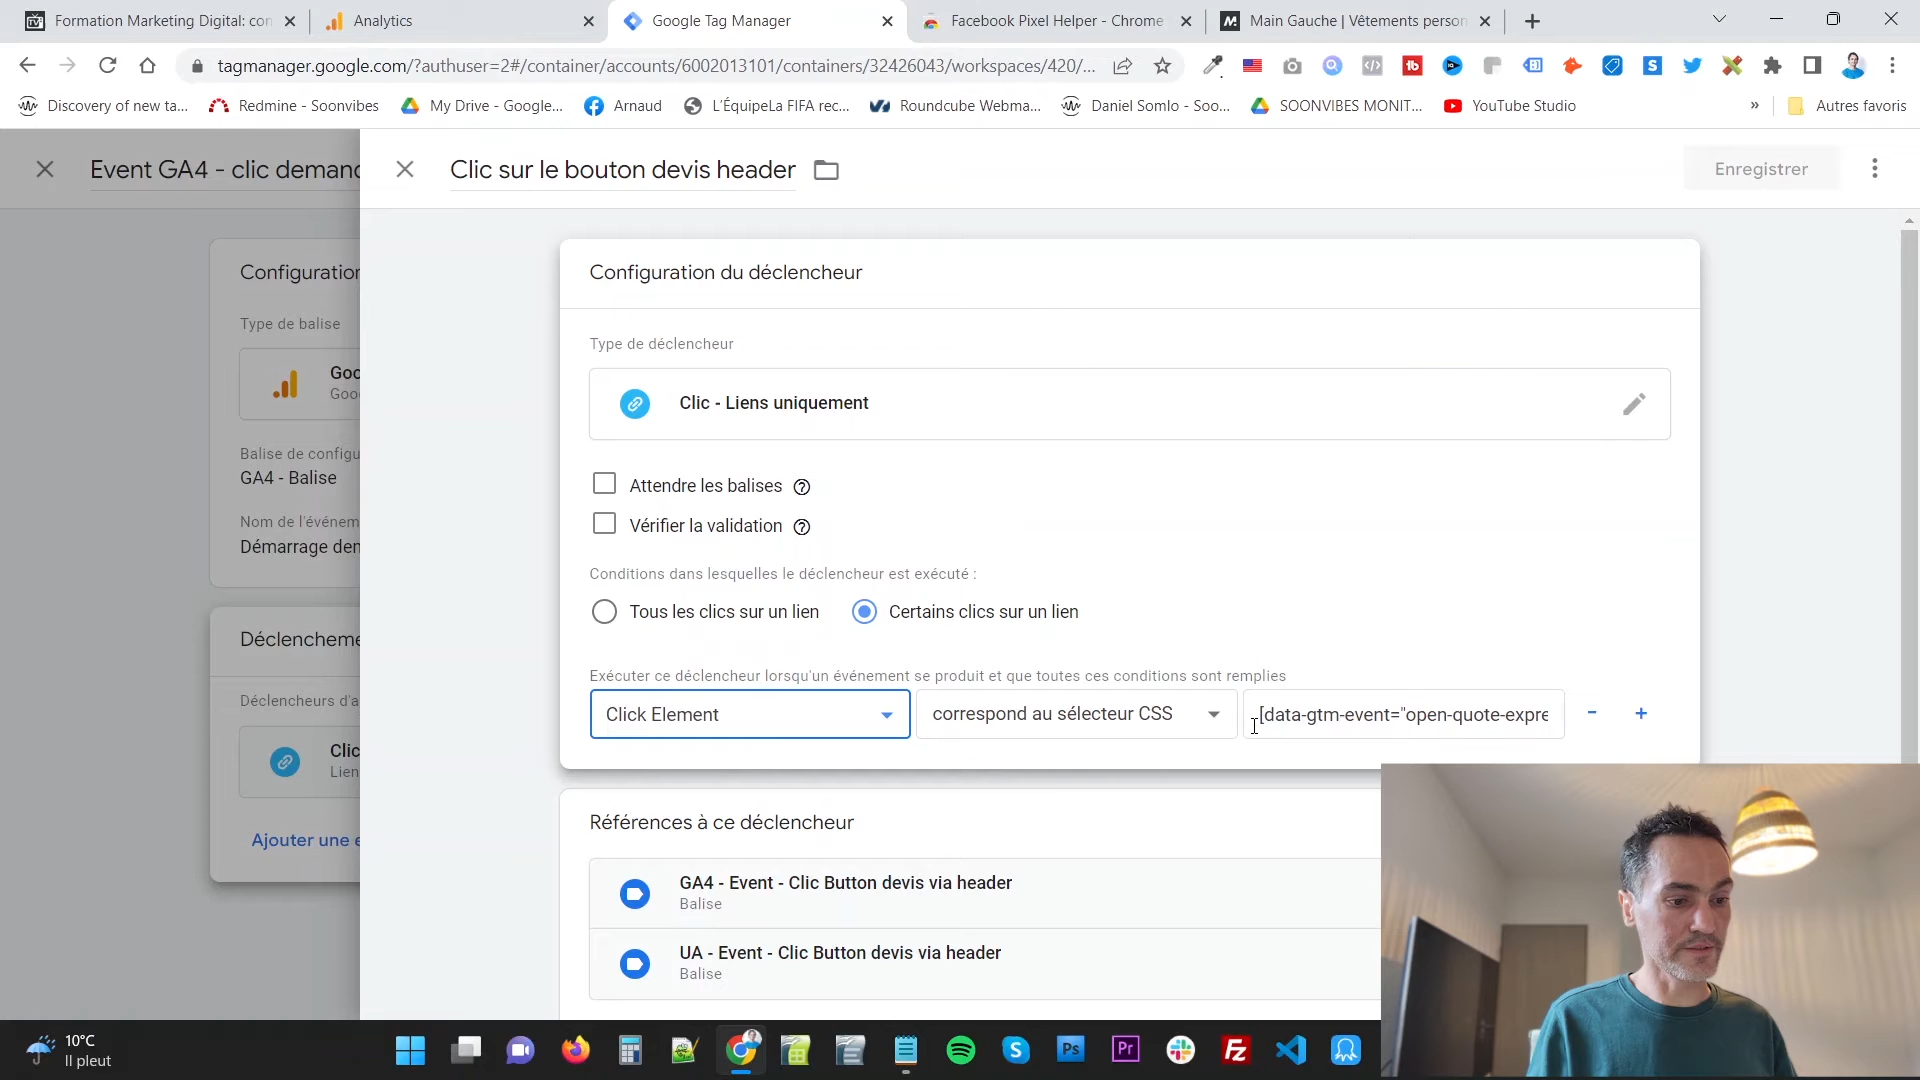 Formation Marketing Digital: con
Analytics
Google Tag Manager
Facebook Pixel Helper - Chrome
Main Gauche | Vêtements person
tagmanager.google.com/?authuser=2#/container/accounts/6002013101/containers/32426043/workspaces/420/...
Discovery of new ta...
Redmine - Soonvibes
My Drive - Google...
Arnaud
L'ÉquipeLa FIFA rec...
Roundcube Webma...
Daniel Somlo - Soo...
SOONVIBES MONIT...
YouTube Studio
»
Autres favoris
Event GA4 - clic demand
Clic sur le bouton devis header
Enregistrer
Configuration
Type de balise
Goo
Goo
Balise de configu
GA4 - Balise
Nom de l'événem
Démarrage den
Déclenchem
Déclencheurs d'a
Clic
Lien
Ajouter une e
Configuration du déclencheur
Type de déclencheur
Clic - Liens uniquement
Attendre les balises
Vérifier la validation
Conditions dans lesquelles le déclencheur est exécuté :
Tous les clics sur un lien
Certains clics sur un lien
Exécuter ce déclencheur lorsqu'un événement se produit et que toutes ces conditions sont remplies
Click Element
correspond au sélecteur CSS
[data-gtm-event="open-quote-expre
-
+
Références à ce déclencheur
GA4 - Event - Clic Button devis via header
Balise
UA - Event - Clic Button devis via header
Balise
10°C
Il pleut